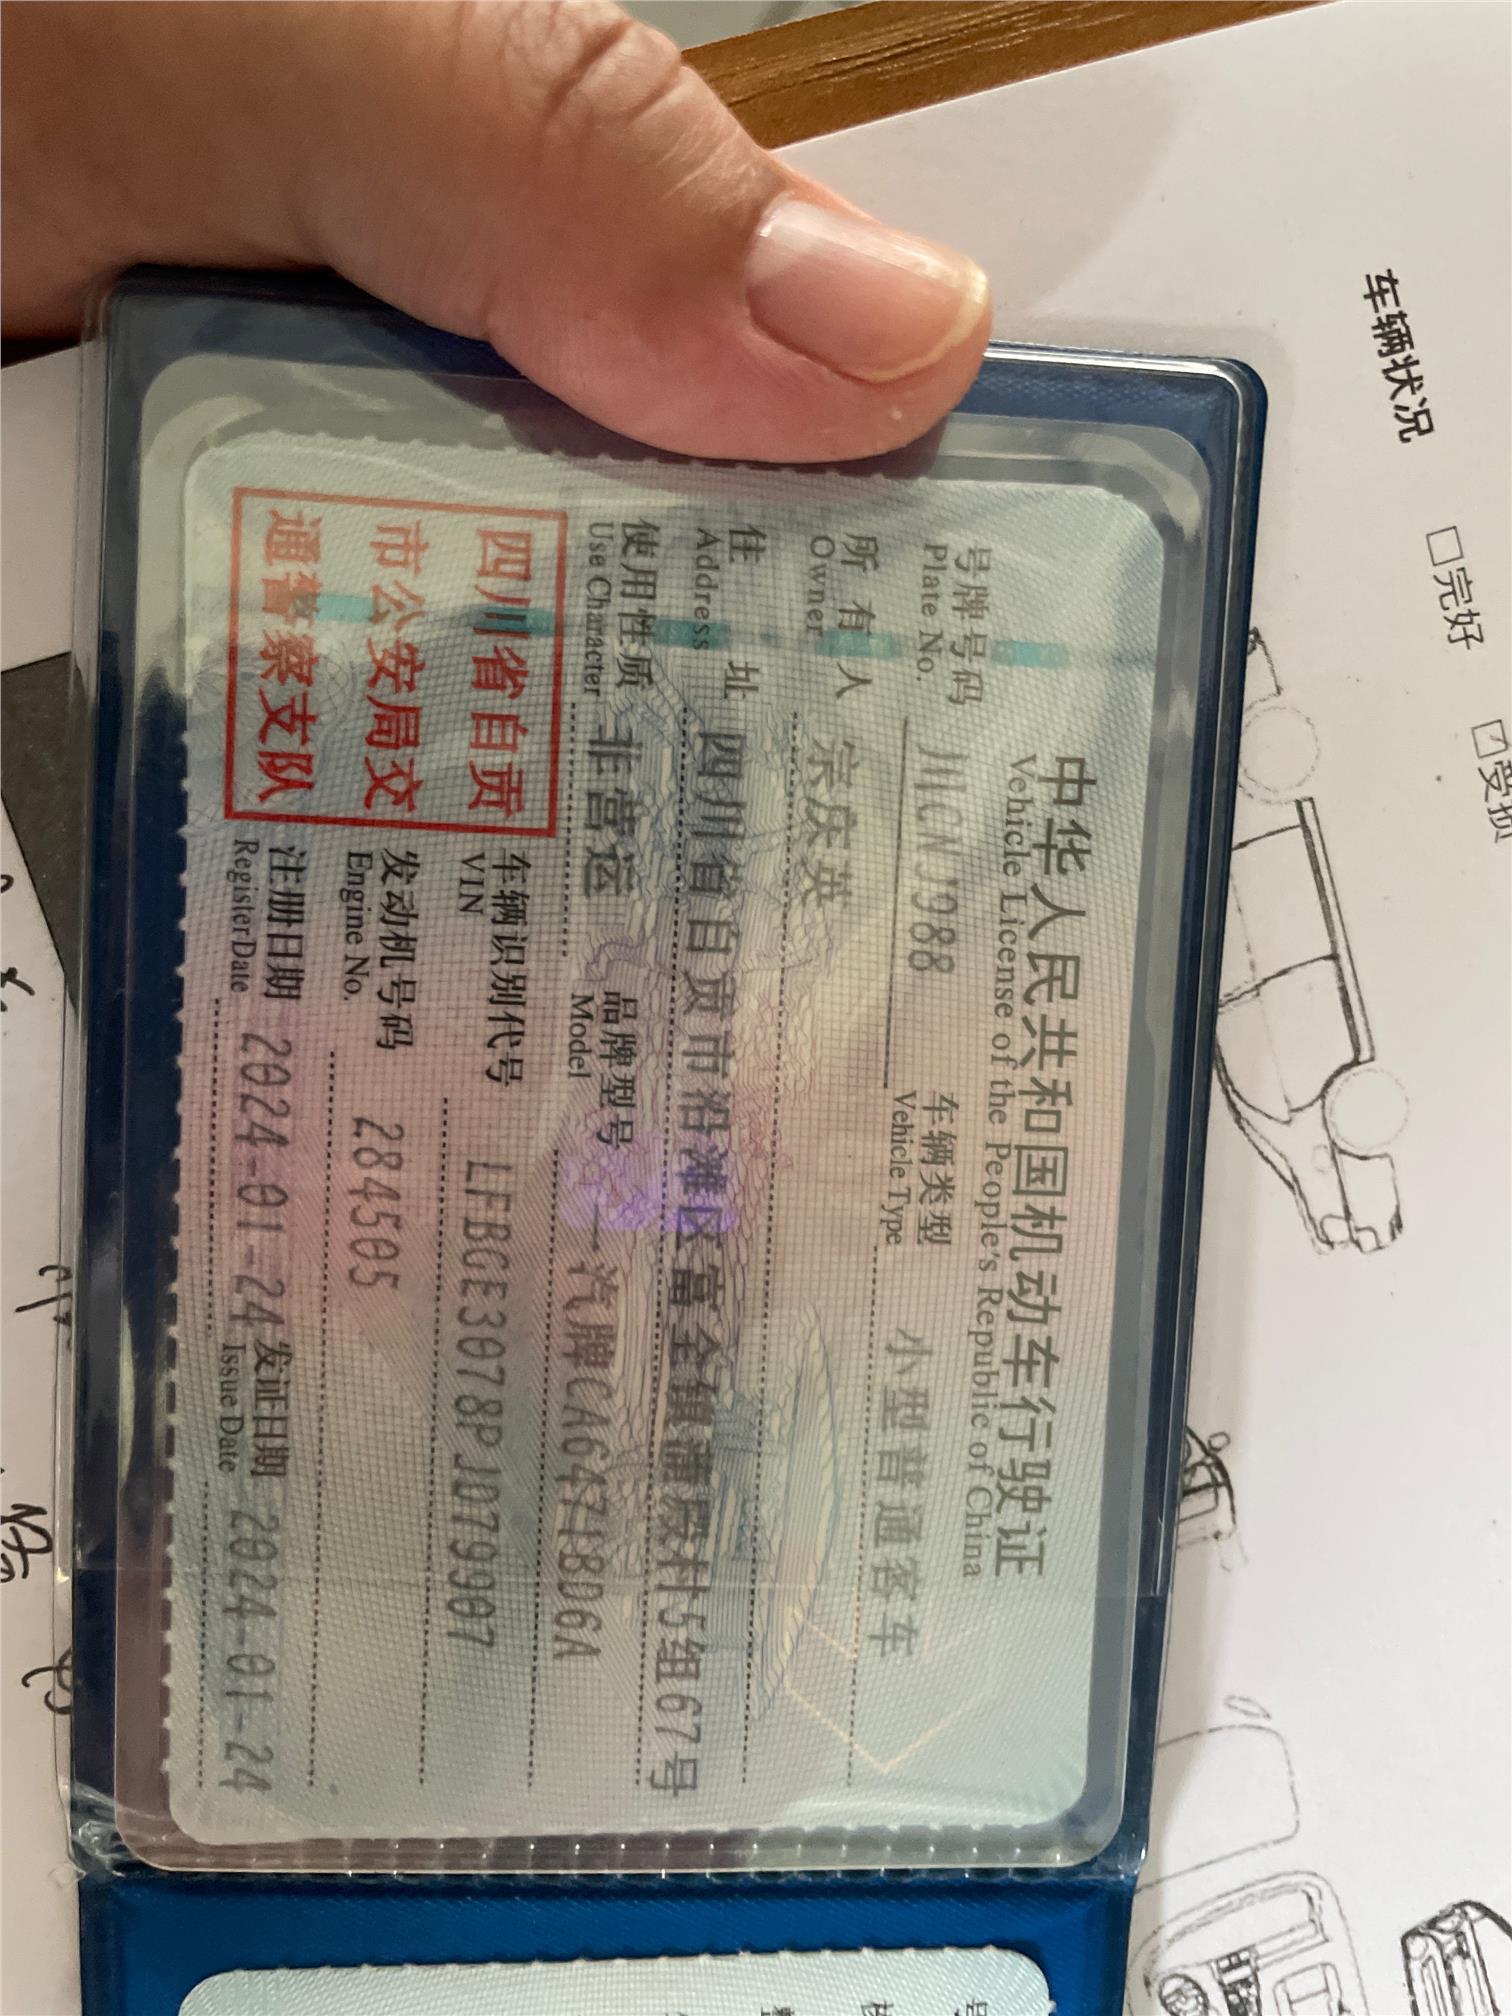 中华人民共和国机动车行驶证
Vehicle License of the People's Republic of China
号牌号码 川CNJ988 车辆类型 小型普通客车
Plate No. Vehicle Type
所有人 宗庆英
Owner
住址 四川省自贡市沿滩区富全镇蒲殿村5组67号
Address
使用性质 非营运 品牌型号 一汽牌CA6471BD6A
Use Character Model
四川省自贡
市公安局交
通警察支队
车辆识别代号 LFBGE3078PJD79907
VIN
发动机号码 284505
Engine No.
注册日期 2024-01-24 发证日期 2024-01-24
Register Date Issue Date
车辆状况 □完好 ☑受损